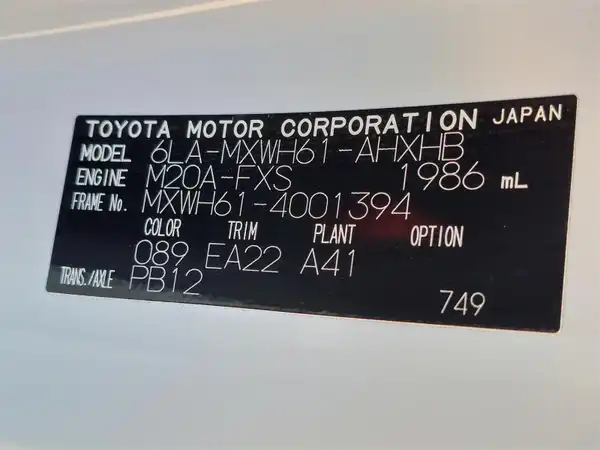 TOYOTA MOTOR CORPORATION JAPAN
MODEL 6LA-MXWH61-AHXHB
ENGINE M20A-FXS 1986 mL
FRAME No. MXWH61-4001394
COLOR TRIM PLANT OPTION
089 EA22 A41
TRANS./AXLE PB12
749